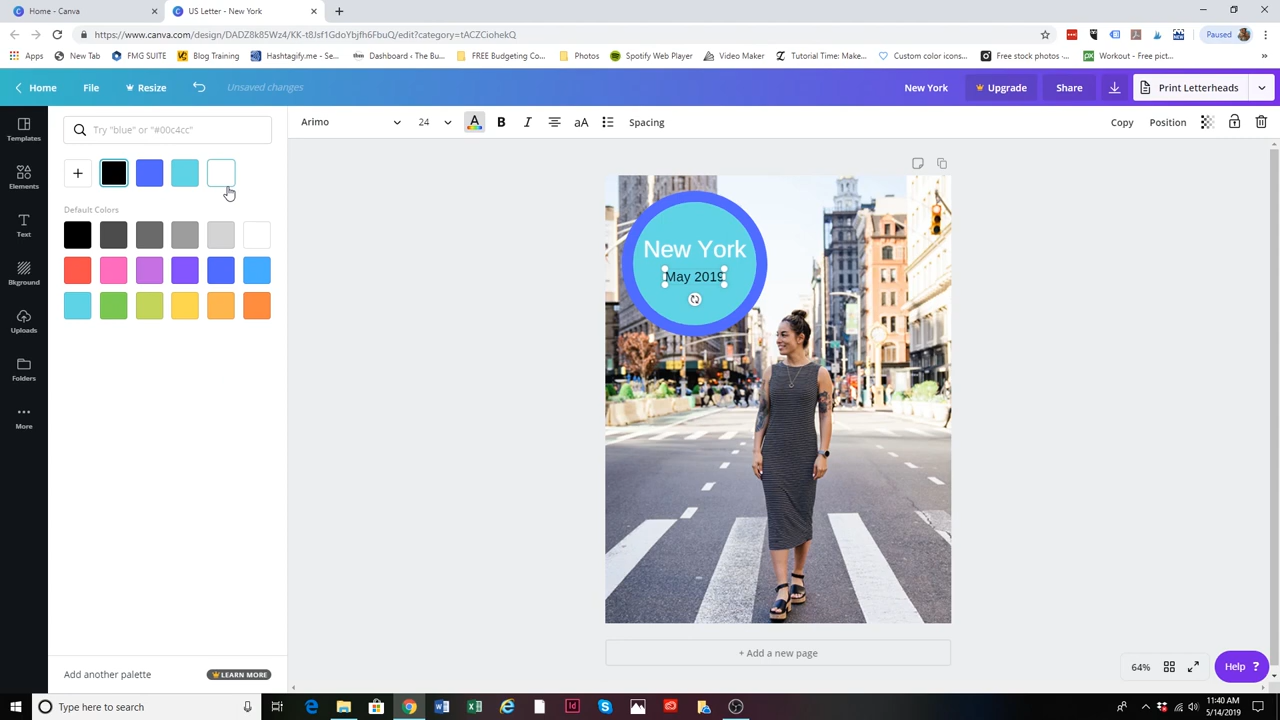 Home - Canva
US Letter - New York
https://www.canva.com/design/DADZ8k85Wz4/KK-t8Jsf1GdoYbjfh6FbuQ/edit?category=tACZCiohekQ
Paused
Apps
New Tab
FMG SUITE
Blog Training
Hashtagify.me - Sea...
Dashboard ‹ The Bu...
FREE Budgeting Co...
Photos
Spotify Web Player
Video Maker
Tutorial Time: Make...
Custom color icons...
Free stock photos -...
Workout - Free pict...
Home
File
Resize
Unsaved changes
New York
Upgrade
Share
Print Letterheads
Templates
Elements
Text
Bkground
Uploads
Folders
More
Try "blue" or "#00c4cc"
Default Colors
Add another palette
LEARN MORE
Arimo
24
A
B
I
aA
Spacing
Copy
Position
New York
May 2019
+ Add a new page
64%
Help ?
Type here to search
11:40 AM
5/14/2019